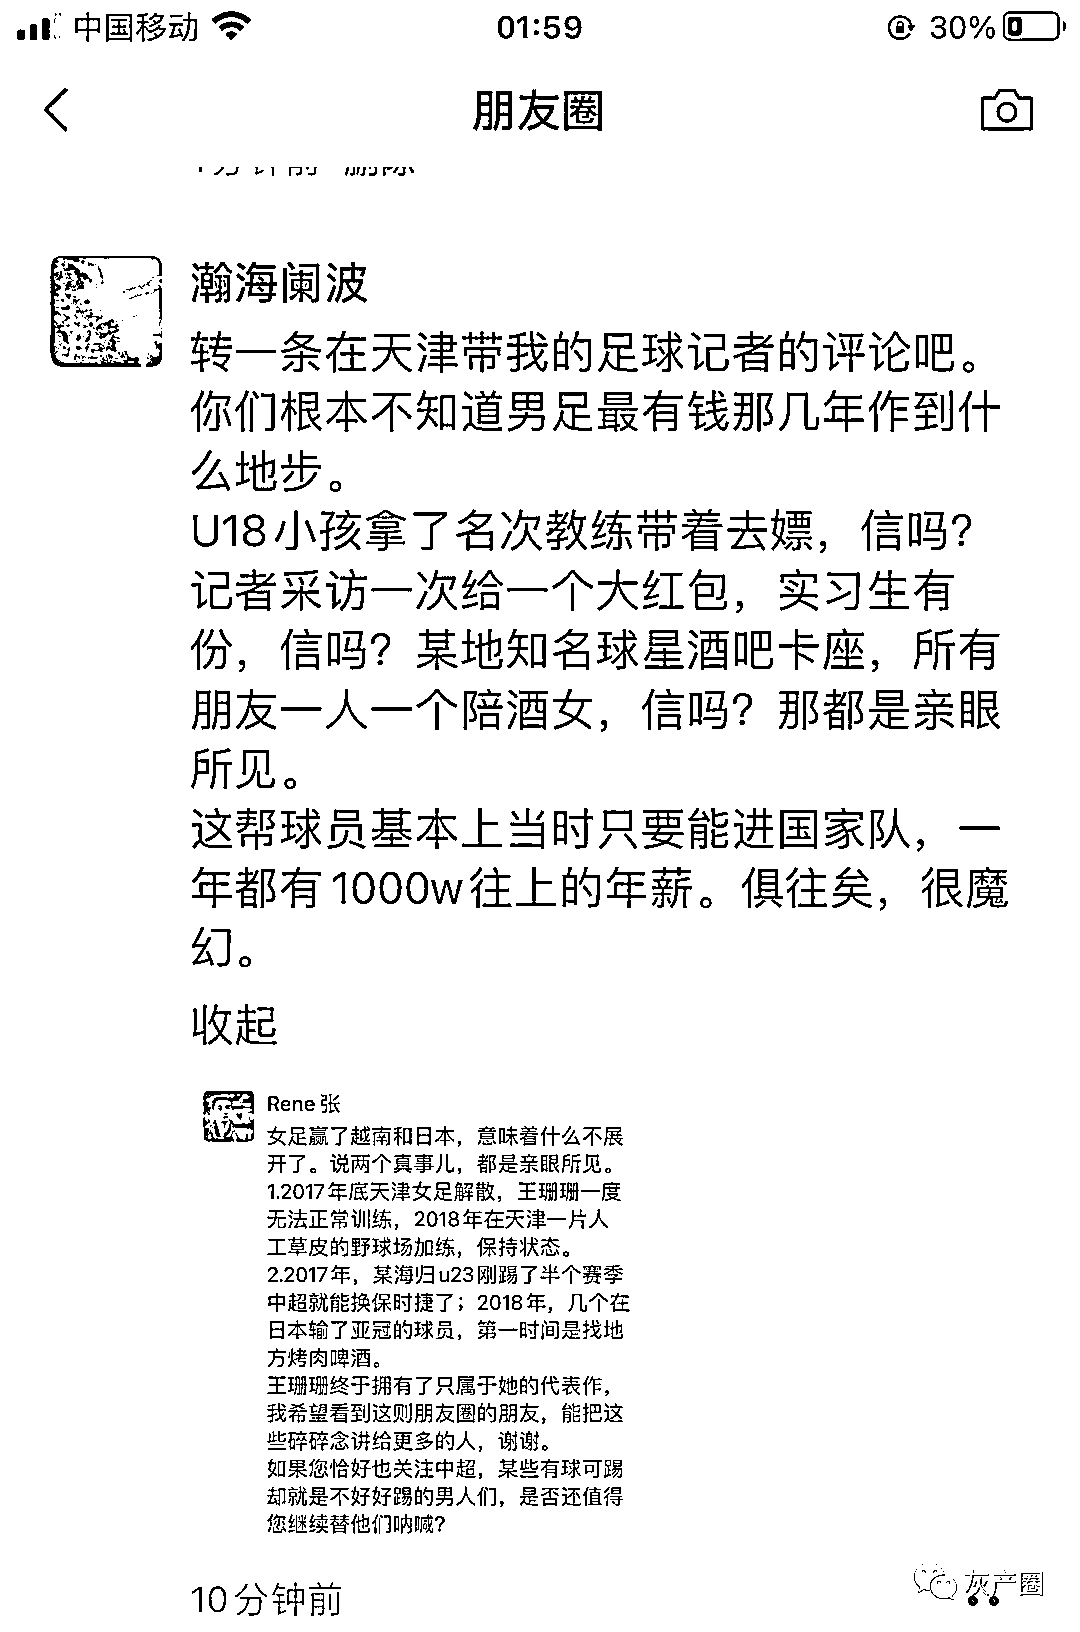 中国移动
01:59
30%
朋友圈
1分钟前 删除
瀚海阑波
转一条在天津带我的足球记者的评论吧。
你们根本不知道男足最有钱那几年作到什
么地步。
U18小孩拿了名次教练带着去嫖，信吗？
记者采访一次给一个大红包，实习生有
份，信吗？某地知名球星酒吧卡座，所有
朋友一人一个陪酒女，信吗？那都是亲眼
所见。
这帮球员基本上当时只要能进国家队，一
年都有1000w往上的年薪。俱往矣，很魔
幻。
收起
Rene张
女足赢了越南和日本，意味着什么不展
开了。说两个真事儿，都是亲眼所见。
1.2017年底天津女足解散，王珊珊一度
无法正常训练，2018年在天津一片人
工草皮的野球场加练，保持状态。
2.2017年，某海归u23刚踢了半个赛季
中超就能换保时捷了；2018年，几个在
日本输了亚冠的球员，第一时间是找地
方烤肉啤酒。
王珊珊终于拥有了只属于她的代表作，
我希望看到这则朋友圈的朋友，能把这
些碎碎念讲给更多的人，谢谢。
如果您恰好也关注中超，某些有球可踢
却就是不好好踢的男人们，是否还值得
您继续替他们呐喊？
10分钟前
灰产圈